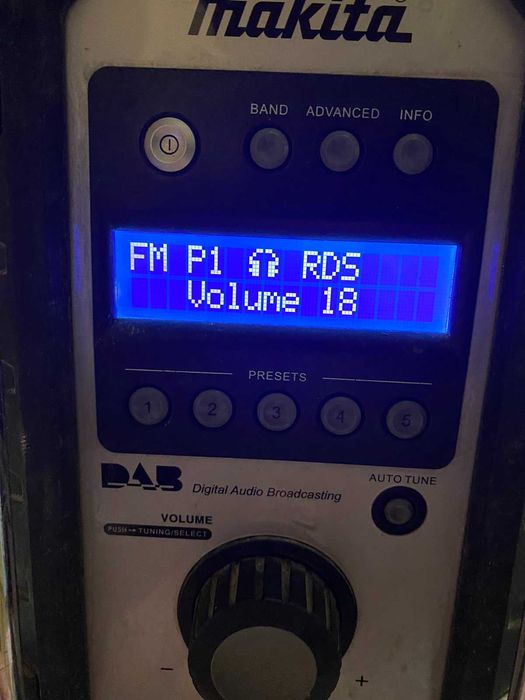 makita
BAND ADVANCED INFO
FM P1 RDS
Volume 18
PRESETS
1 2 3 4 5
DAB Digital Audio Broadcasting
AUTO TUNE
VOLUME
PUSH→TUNING/SELECT
- +